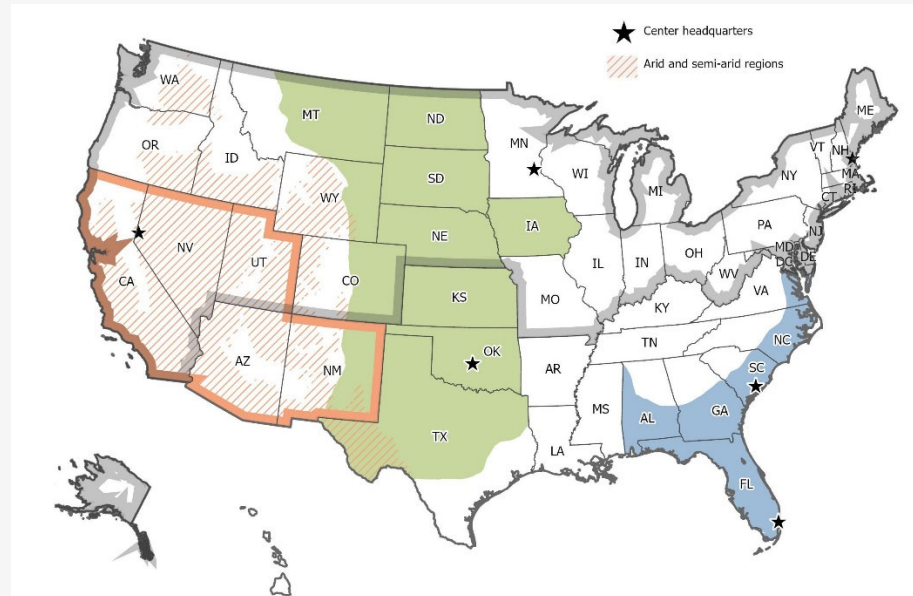 Center headquarters
Arid and semi-arid regions
WA
MT
ND
MN
ME
VT
NH
OR
ID
SD
WI
MI
NY
MA
RI
CT
WY
NE
IA
PA
NJ
NV
UT
CO
IL
IN
OH
MD
DE
DC
WV
VA
CA
KS
MO
KY
NC
TN
AZ
NM
OK
AR
SC
MS
AL
GA
TX
LA
FL